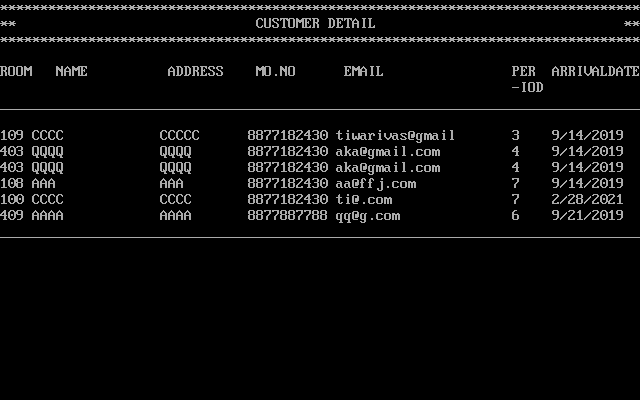 ********************************************************************************
** CUSTOMER DETAIL **
********************************************************************************
ROOM NAME ADDRESS MO.NO EMAIL PER ARRIVALDATE
-IOD
109 CCCC CCCCC 8877182430 tiwarivas@gmail 3 9/14/2019
403 QQQQ QQQQ 8877182430 aka@gmail.com 4 9/14/2019
403 QQQQ QQQQ 8877182430 aka@gmail.com 4 9/14/2019
108 AAA AAA 8877182430 aa@ffj.com 7 9/14/2019
100 CCCC CCCC 8877182430 ti@.com 7 2/28/2021
409 AAAA AAAA 8877887788 qq@g.com 6 9/21/2019